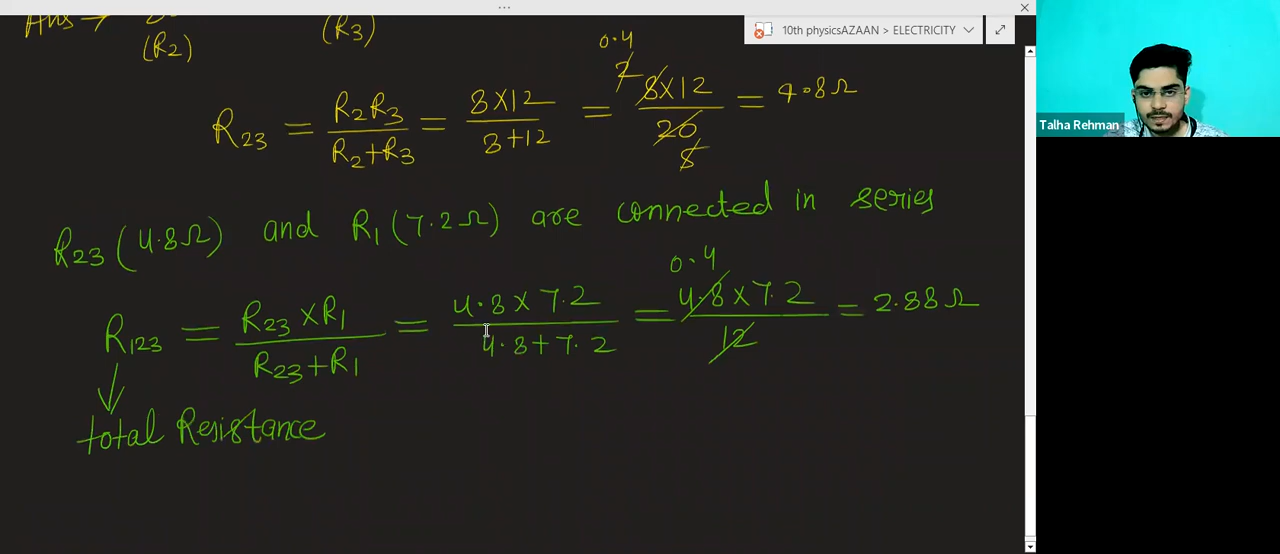 Ans →
(R2) (R3)
10th physicsAZAAN > ELECTRICITY
Talha Rehman
R23 = R2R3 / R2+R3 = 8×12 / 8+12 = 0.4 2 8×12 / 20 5 = 4.8Ω
R23 (4.8Ω) and R1 (7.2Ω) are connected in series
R123 = R23 ×R1 / R23+R1 = 4.8×7.2 / 4.8+7.2 = 0.4 4.8×7.2 / 12 = 2.88Ω
total Resistance